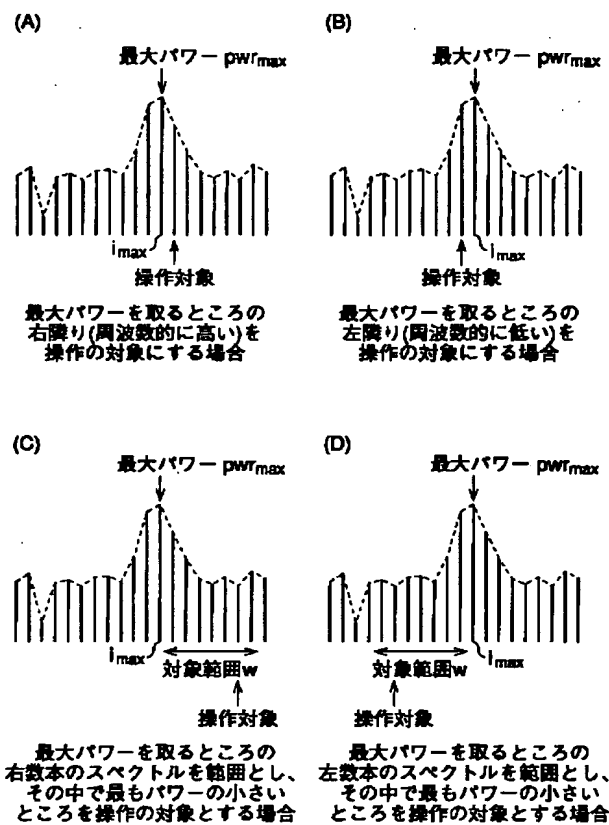 (A)
最大パワー pwrmax
imax
操作対象
最大パワーを取るところの
右隣り(周波数的に高い)を
操作の対象にする場合
(B)
最大パワー pwrmax
imax
操作対象
最大パワーを取るところの
左隣り(周波数的に低い)を
操作の対象にする場合
(C)
最大パワー pwrmax
imax
対象範囲w
操作対象
最大パワーを取るところの
右数本のスペクトルを範囲とし、
その中で最もパワーの小さい
ところを操作の対象とする場合
(D)
最大パワー pwrmax
imax
対象範囲w
操作対象
最大パワーを取るところの
左数本のスペクトルを範囲とし、
その中で最もパワーの小さい
ところを操作の対象とする場合